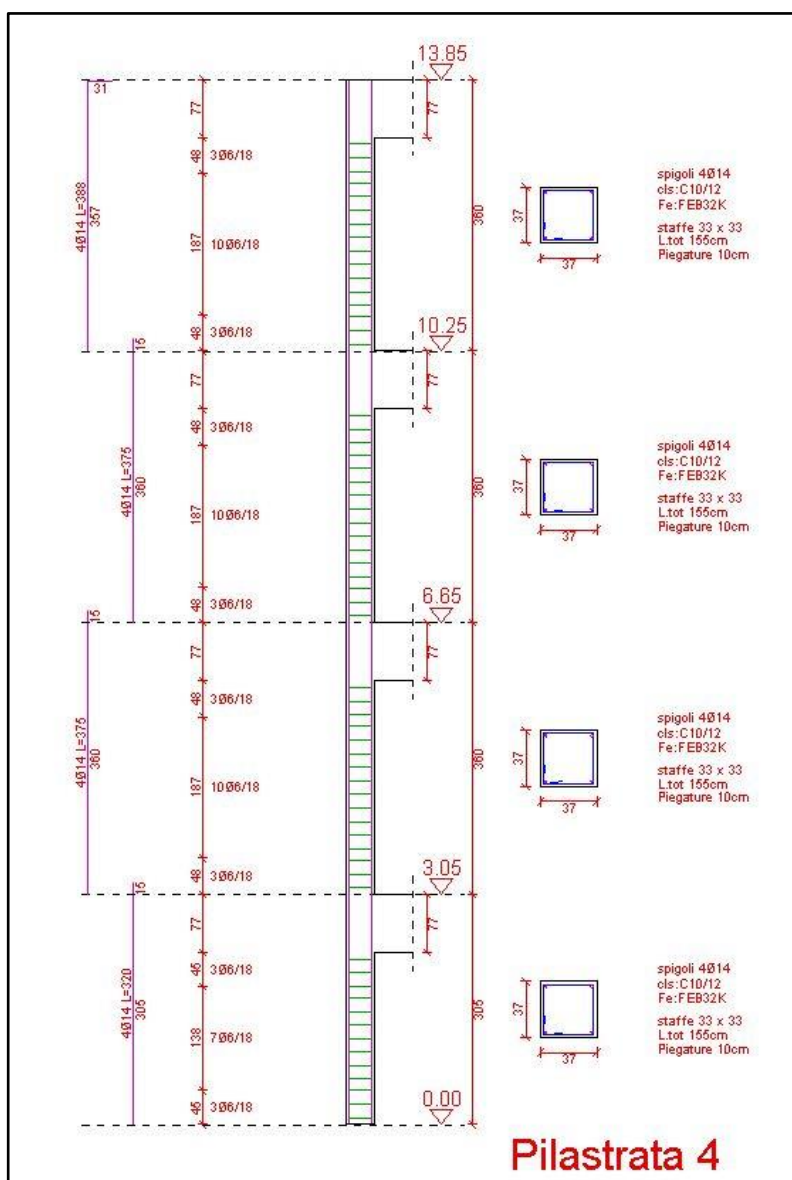 13.85
31
77
77
48 3Ø6/18
4Ø14 L=388
357
187 10Ø6/18
360
48 3Ø6/18
37
37
spigoli 4Ø14
cls:C10/12
Fe:FEB32K
staffe 33 x 33
L.tot 155cm
Piegature 10cm
10.25
15
77
77
48 3Ø6/18
4Ø14 L=375
360
187 10Ø6/18
360
48 3Ø6/18
37
37
spigoli 4Ø14
cls:C10/12
Fe:FEB32K
staffe 33 x 33
L.tot 155cm
Piegature 10cm
6.65
15
77
77
48 3Ø6/18
4Ø14 L=375
360
187 10Ø6/18
360
48 3Ø6/18
37
37
spigoli 4Ø14
cls:C10/12
Fe:FEB32K
staffe 33 x 33
L.tot 155cm
Piegature 10cm
3.05
15
77
77
45 3Ø6/18
4Ø14 L=320
305
138 7Ø6/18
305
45 3Ø6/18
37
37
spigoli 4Ø14
cls:C10/12
Fe:FEB32K
staffe 33 x 33
L.tot 155cm
Piegature 10cm
0.00
Pilastrata 4